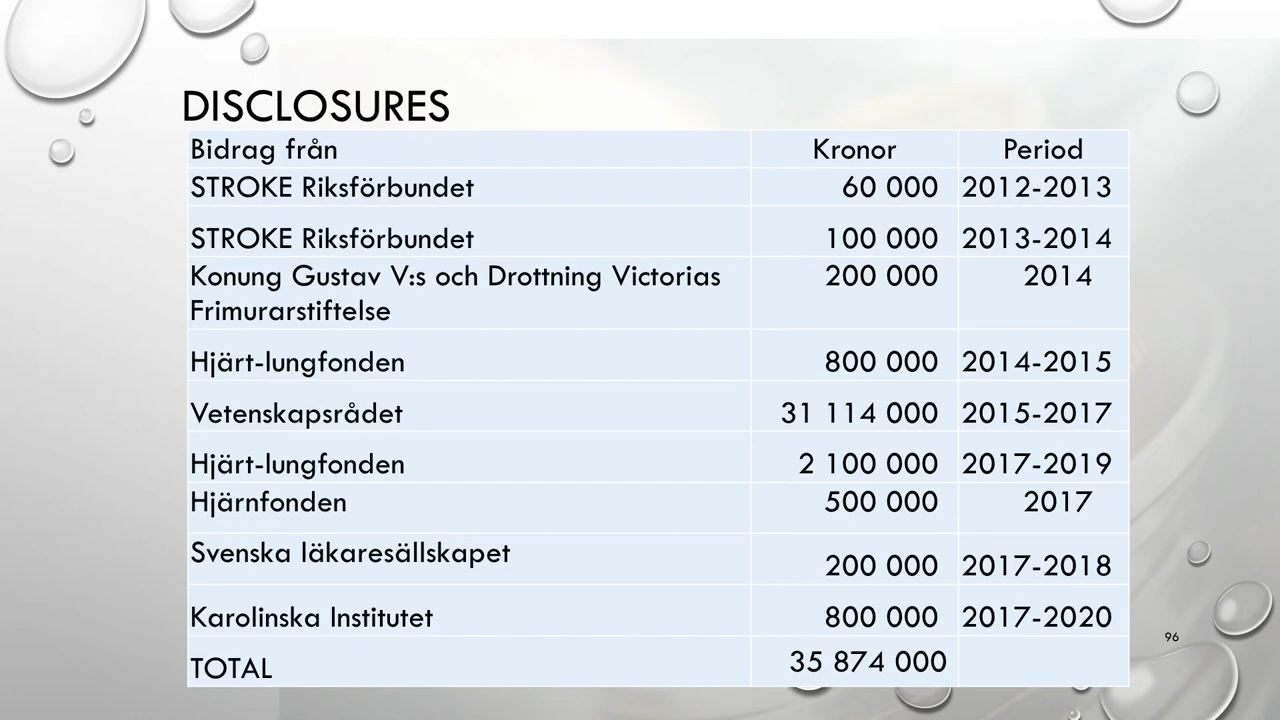 DISCLOSURES
Bidrag från Kronor Period
STROKE Riksförbundet 60 000 2012-2013
STROKE Riksförbundet 100 000 2013-2014
Konung Gustav V:s och Drottning Victorias 200 000 2014
Frimurarstiftelse
Hjärt-lungfonden 800 000 2014-2015
Vetenskapsrådet 31 114 000 2015-2017
Hjärt-lungfonden 2 100 000 2017-2019
Hjärnfonden 500 000 2017
Svenska läkaresällskapet 200 000 2017-2018
Karolinska Institutet 800 000 2017-2020
TOTAL 35 874 000
96